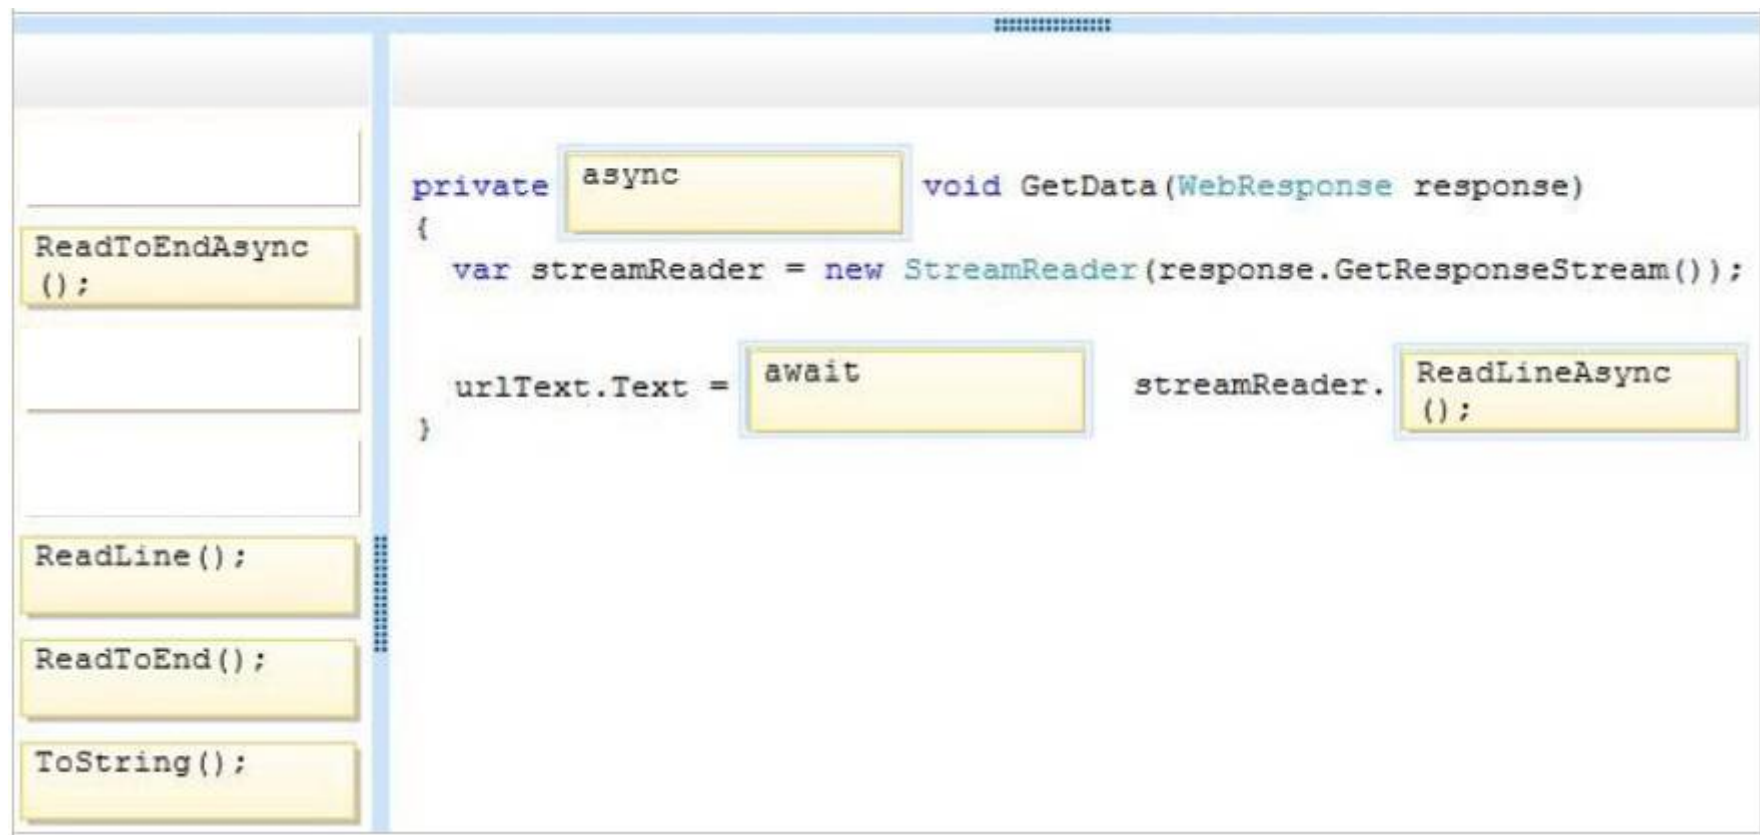 ReadToEndAsync
();
ReadLine();
ReadToEnd();
ToString();
private async void GetData(WebResponse response)
{
var streamReader = new StreamReader(response.GetResponseStream());
urlText.Text = await streamReader. ReadLineAsync
();
}